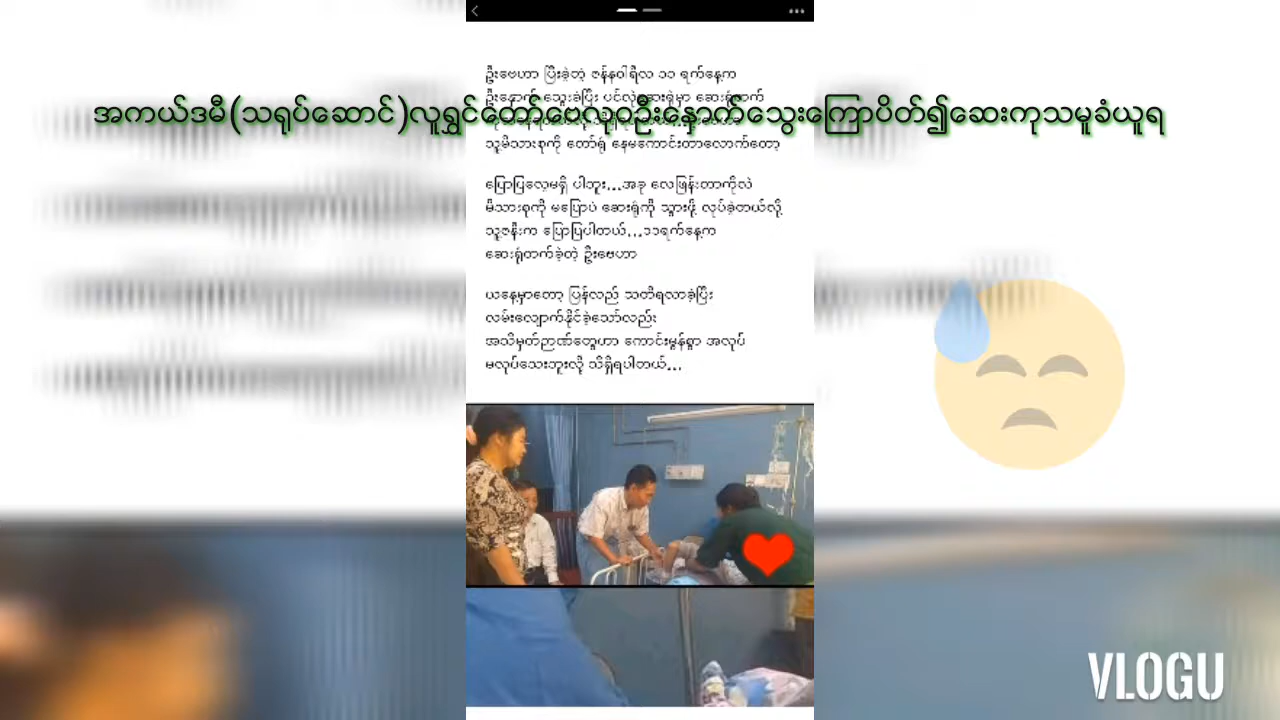 အကယ်ဒမီ(သရုပ်ဆောင်)လူရွှင်တော်ဗေလုဝဦးနှောက်သွေးကြောပိတ်၍ဆေးကုသမှုခံယူရ
ဦးဗေဟာ ပြီးခဲ့တဲ့ ဇန်နဝါရီလ ၁၁ ရက်နေ့က
သူ့မိသားစုကို တော်ရုံ နေမကောင်းတာလောက်တော့
ပြောပြလေ့မရှိ ပါဘူး...အခု လေဖြန်းတာကိုလဲ
မိသားစုကို မပြောပဲ ဆေးရုံကို သွားဖို့ လုပ်ခဲ့တယ်လို့
သူ့ဇနီးက ပြောပြပါတယ်...၁၁ရက်နေ့က
ဆေးရုံတက်ခဲ့တဲ့ ဦးဗေဟာ
ယနေ့မှာတော့ ပြန်လည် သတိရလာခဲ့ပြီး
လမ်းလျှောက်နိုင်ခဲ့သော်လည်း
အသိမှတ်ဉာဏ်တွေဟာ ကောင်းမွန်စွာ အလုပ်
မလုပ်သေးဘူးလို့ သိရှိရပါတယ်...
VLOGU